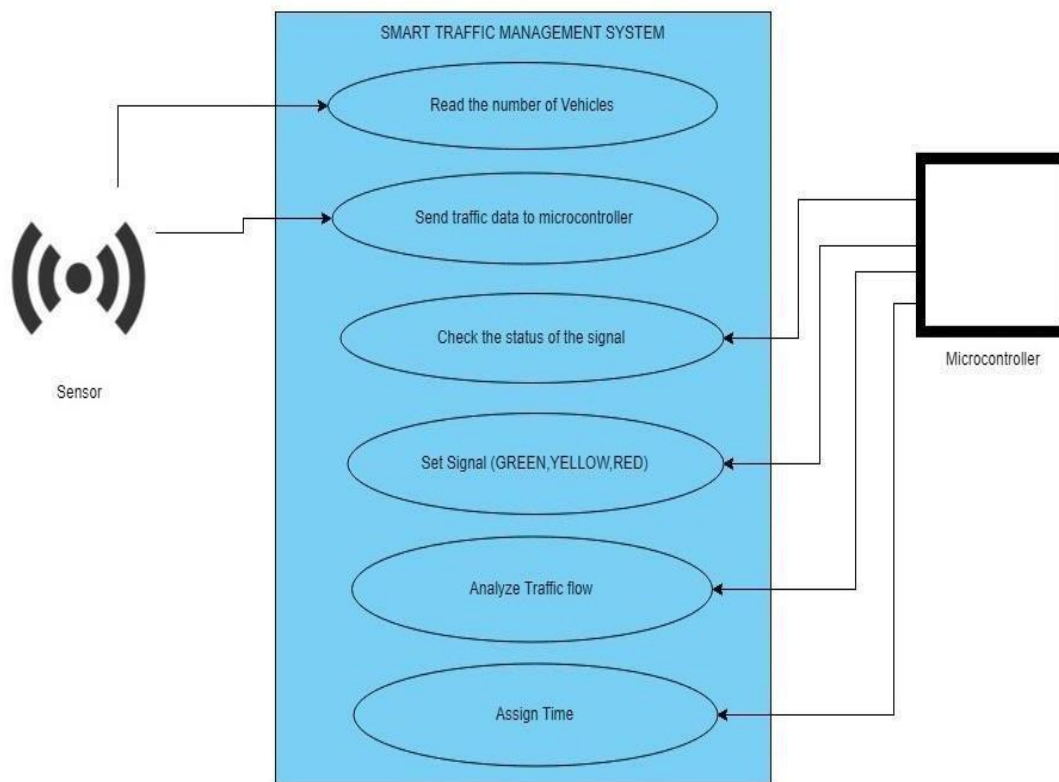 SMART TRAFFIC MANAGEMENT SYSTEM
Read the number of Vehicles
Send traffic data to microcontroller
Check the status of the signal
Microcontroller
Sensor
Set Signal (GREEN,YELLOW,RED)
Analyze Traffic flow
Assign Time